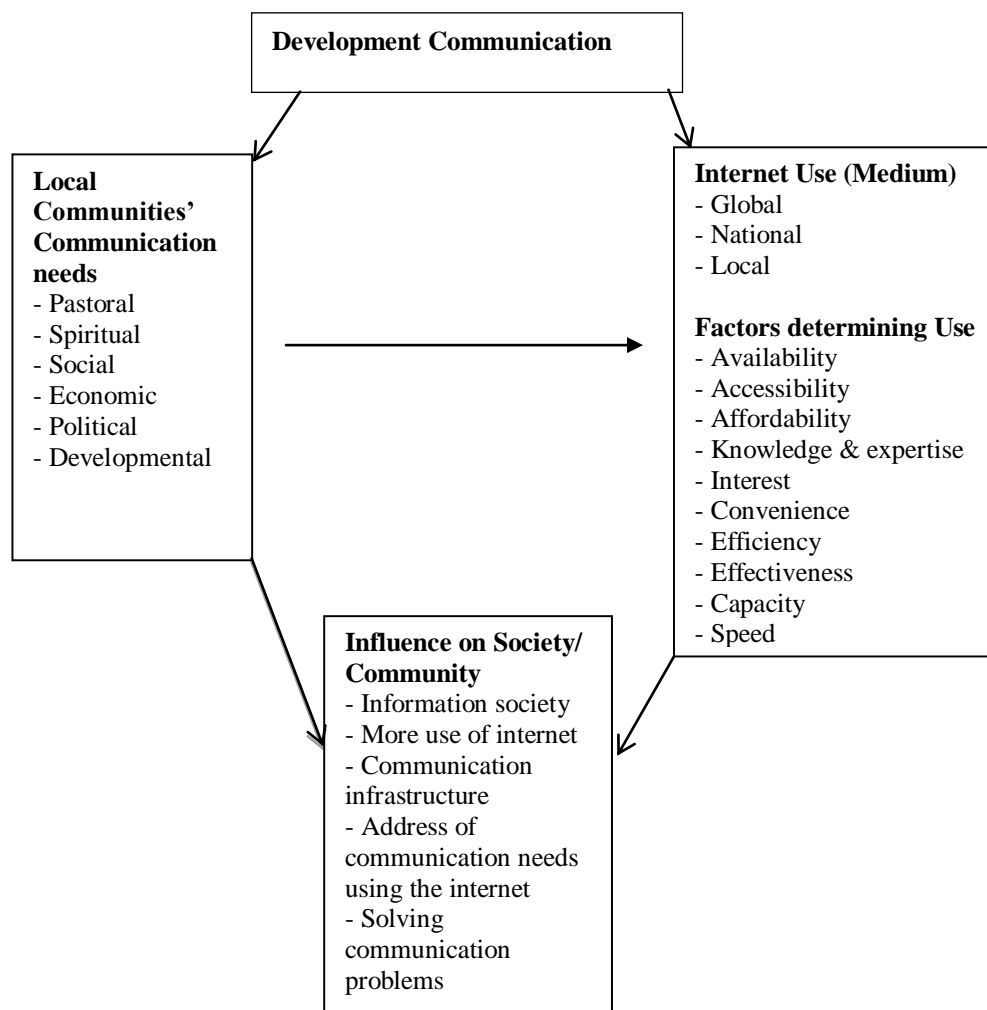 Development Communication
Local
Communities’
Communication
needs
- Pastoral
- Spiritual
- Social
- Economic
- Political
- Developmental
Internet Use (Medium)
- Global
- National
- Local
Factors determining Use
- Availability
- Accessibility
- Affordability
- Knowledge & expertise
- Interest
- Convenience
- Efficiency
- Effectiveness
- Capacity
- Speed
Influence on Society/
Community
- Information society
- More use of internet
- Communication
infrastructure
- Address of
communication needs
using the internet
- Solving
communication
problems